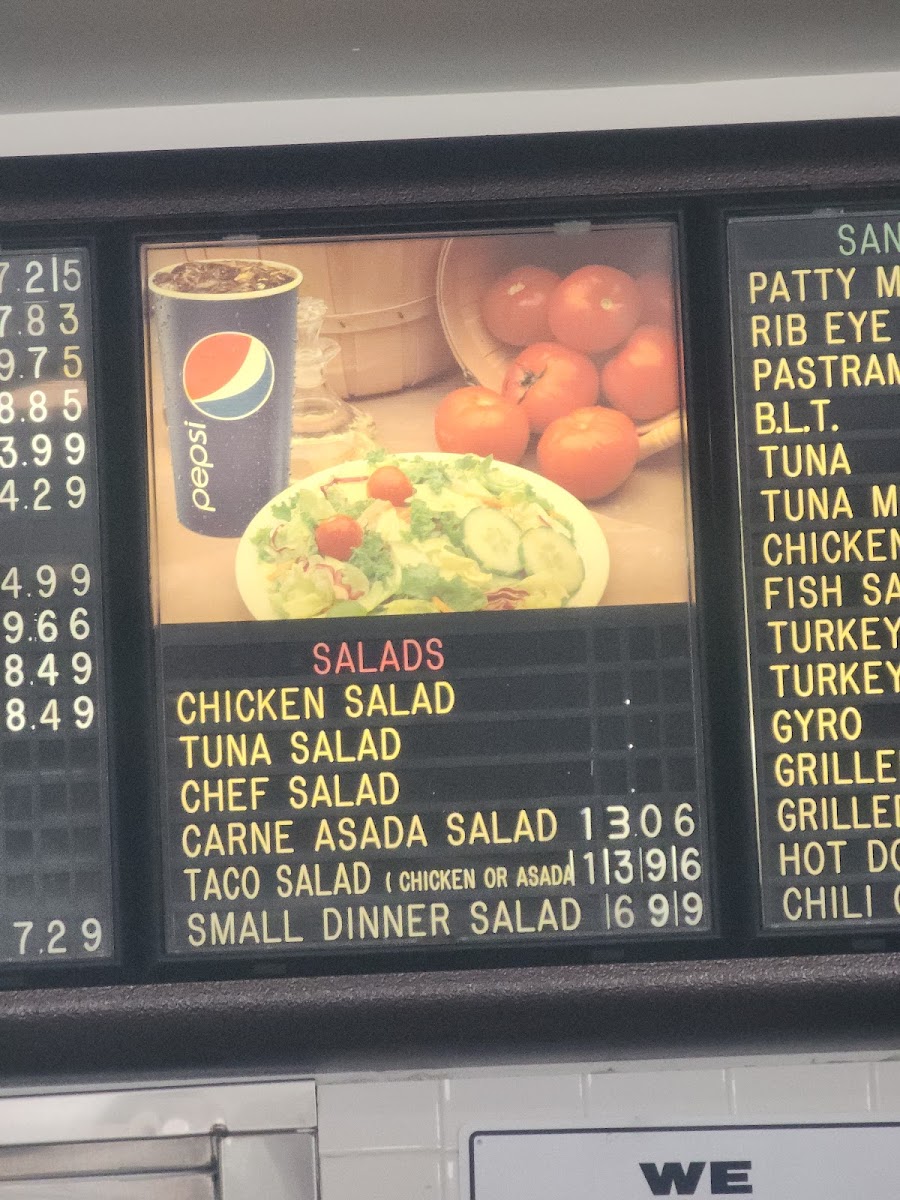 7.215
7.83
9.75
8.85
3.99
4.29
4.99
9.66
8.49
8.49
7.29
pepsi
SALADS
CHICKEN SALAD
TUNA SALAD
CHEF SALAD
CARNE ASADA SALAD 13.06
TACO SALAD (CHICKEN OR ASADA 13.96
SMALL DINNER SALAD 6.99
SAN
PATTY M
RIB EYE
PASTRAM
B.L.T.
TUNA
TUNA M
CHICKEN
FISH SA
TURKEY
TURKEY
GYRO
GRILLE
GRILLED
HOT DO
CHILI
WE